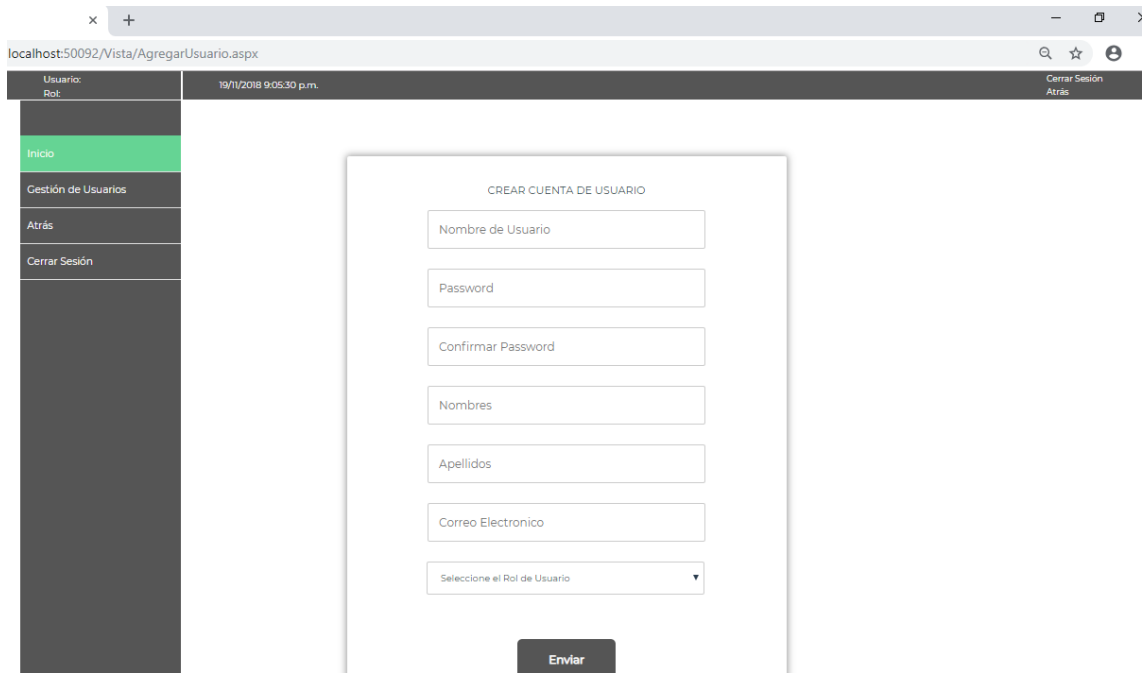 localhost:50092/Vista/AgregarUsuario.aspx
Usuario:
Rol:
19/11/2018 9:05:30 p.m.
Cerrar Sesión
Atrás
Inicio
Gestión de Usuarios
Atrás
Cerrar Sesión
CREAR CUENTA DE USUARIO
Nombre de Usuario
Password
Confirmar Password
Nombres
Apellidos
Correo Electronico
Seleccione el Rol de Usuario
Enviar